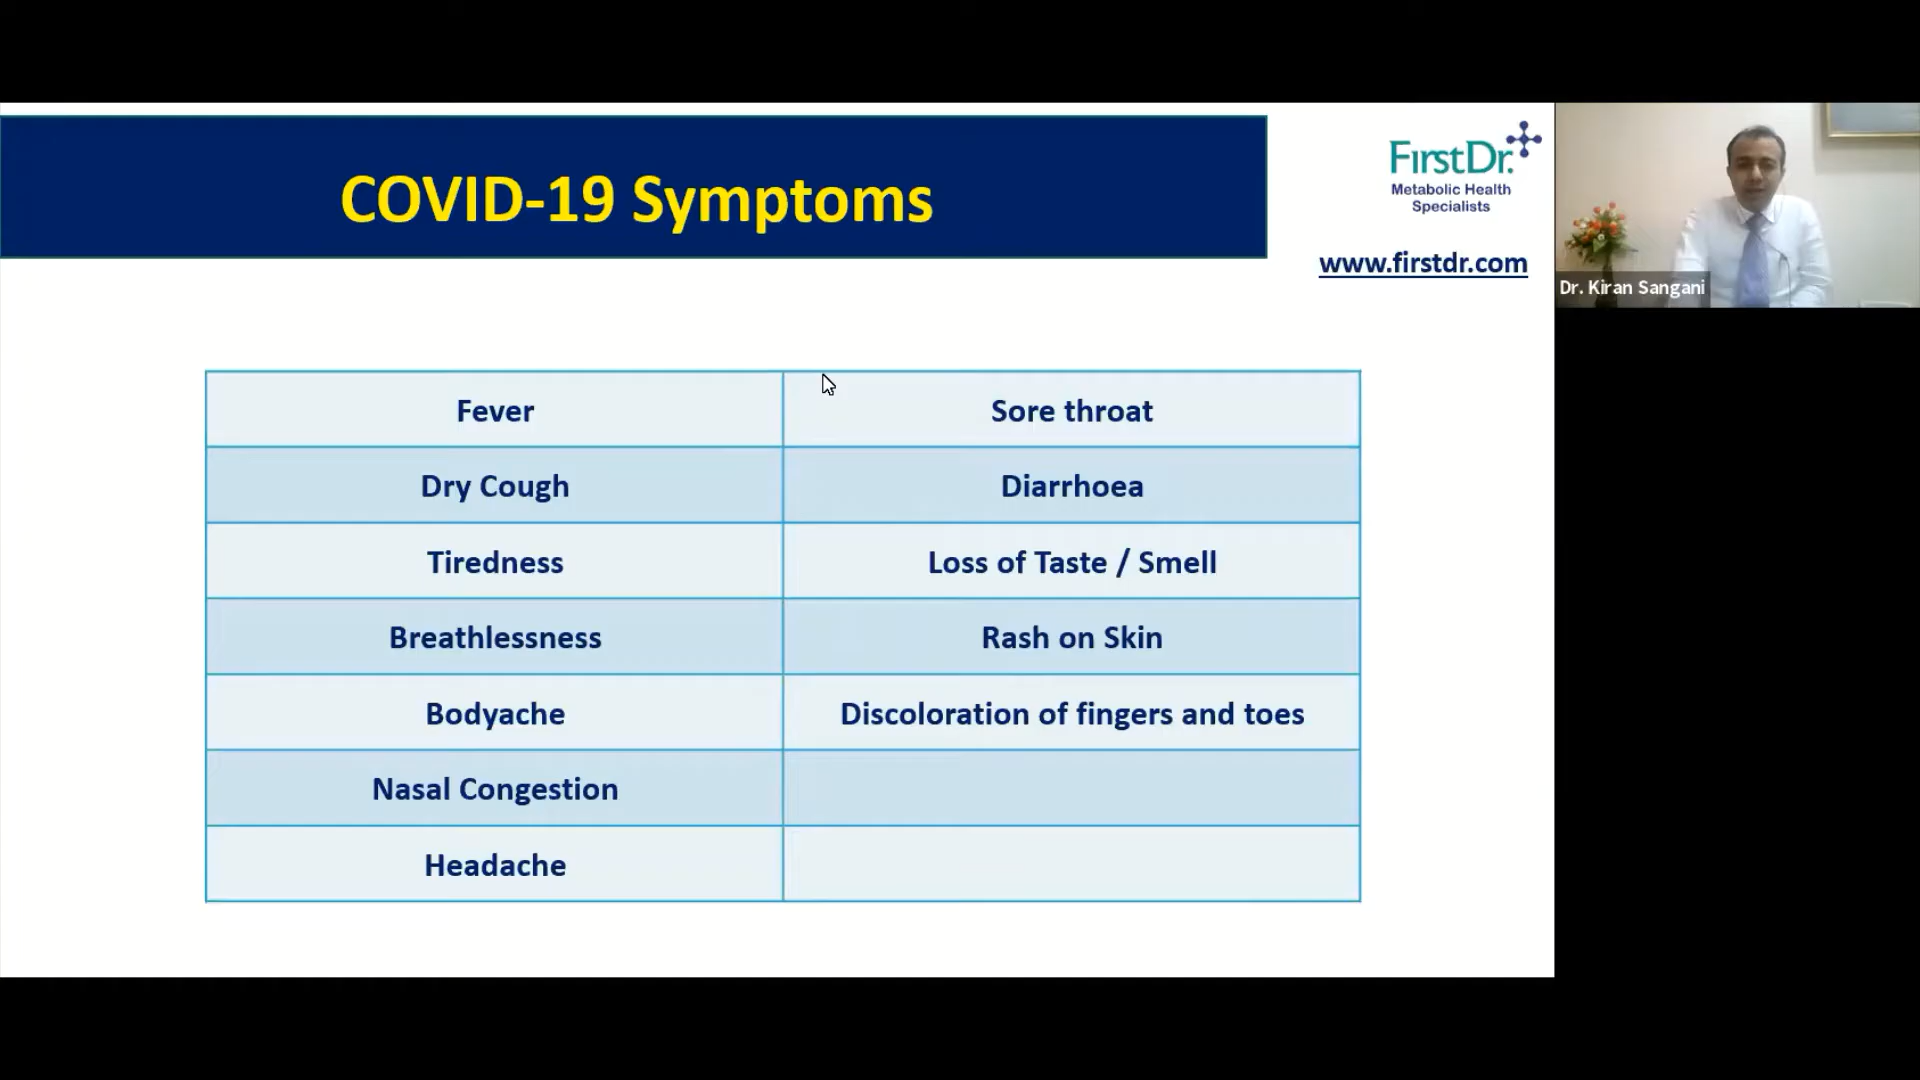 COVID-19 Symptoms
FirstDr.
Metabolic Health
Specialists
www.firstdr.com
Dr. Kiran Sangani
Fever
Sore throat
Dry Cough
Diarrhoea
Tiredness
Loss of Taste / Smell
Breathlessness
Rash on Skin
Bodyache
Discoloration of fingers and toes
Nasal Congestion
Headache